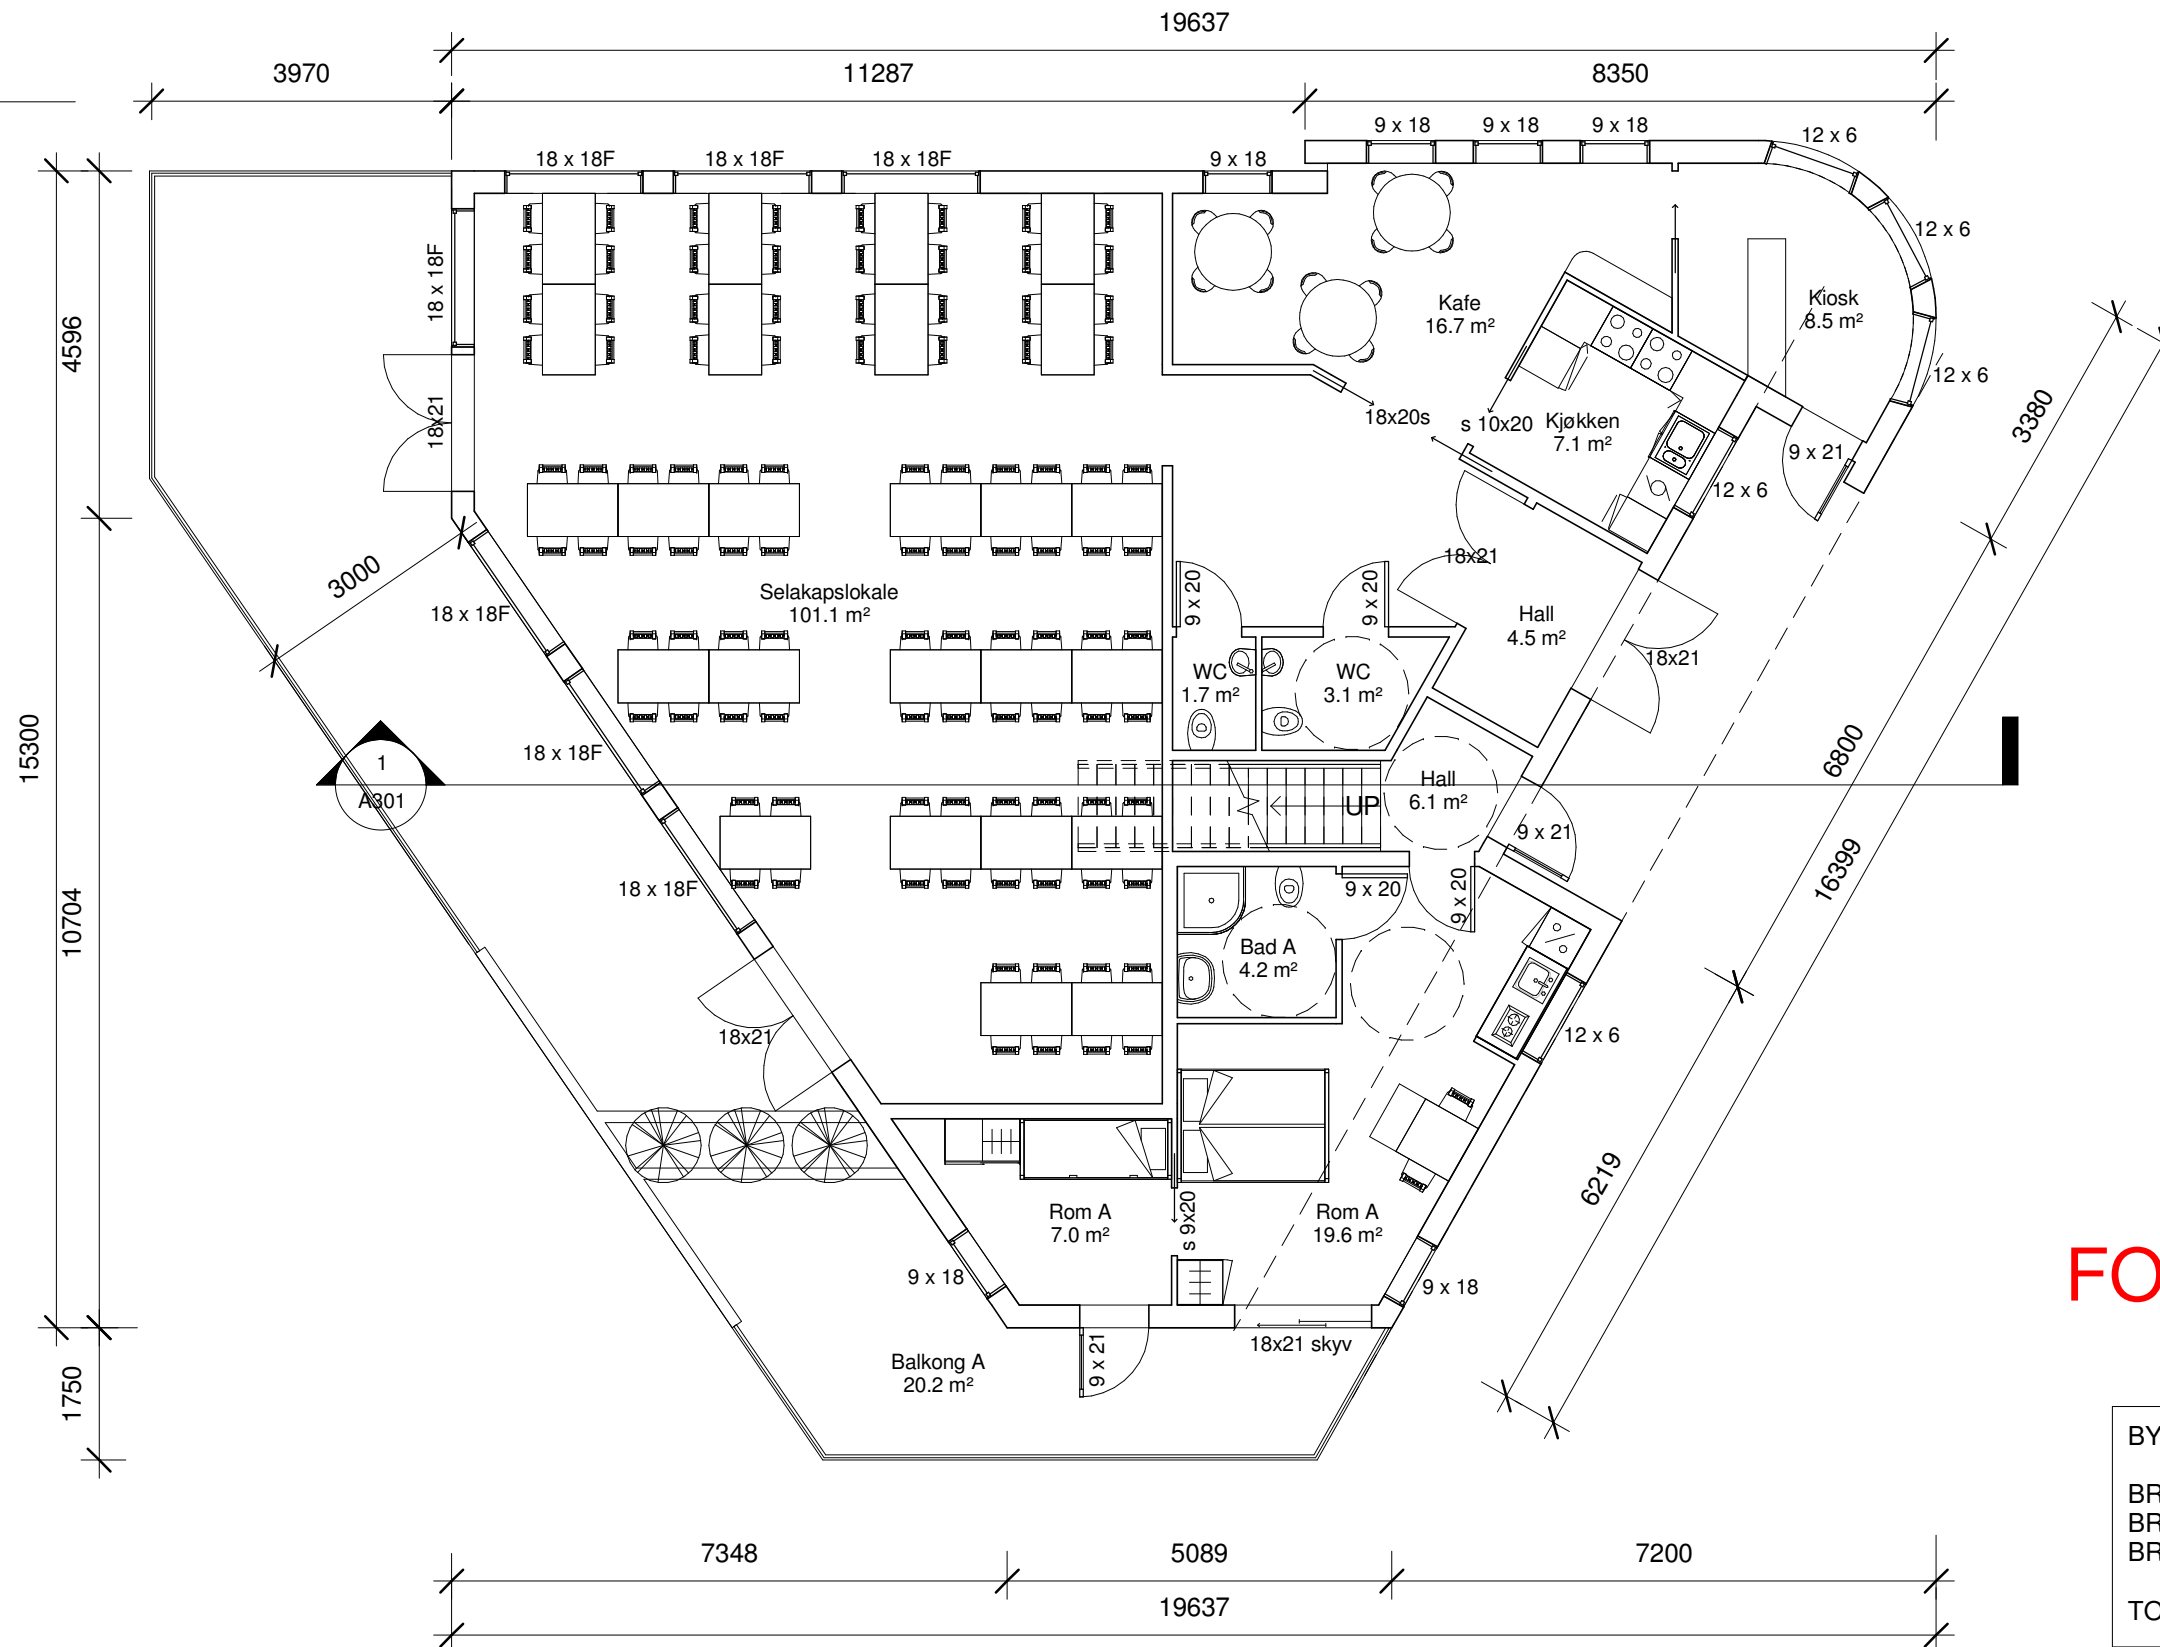 19637
3970
11287
8350
9 x 18
9 x 18
9 x 18
12 x 6
18 x 18F
18 x 18F
18 x 18F
9 x 18
12 x 6
18 x 18F
Kafe
16.7 m²
Kiosk
8.5 m²
4596
12 x 6
3380
18x21
18x20s
s 10x20
Kjøkken
7.1 m²
9 x 21
12 x 6
3000
18x21
9 x 20
9 x 20
Selakapslokale
101.1 m²
18 x 18F
Hall
4.5 m²
18x21
WC
1.7 m²
WC
3.1 m²
15300
18 x 18F
6800
1
A301
Hall
6.1 m²
UP
9 x 21
16399
18 x 18F
9 x 20
9 x 20
10704
Bad A
4.2 m²
18x21
12 x 6
6219
Rom A
7.0 m²
s 9x20
Rom A
19.6 m²
9 x 18
9 x 18
FO
18x21 skyv
9 x 21
Balkong A
20.2 m²
1750
BY
BR
BR
BR
TO
7348
5089
7200
19637